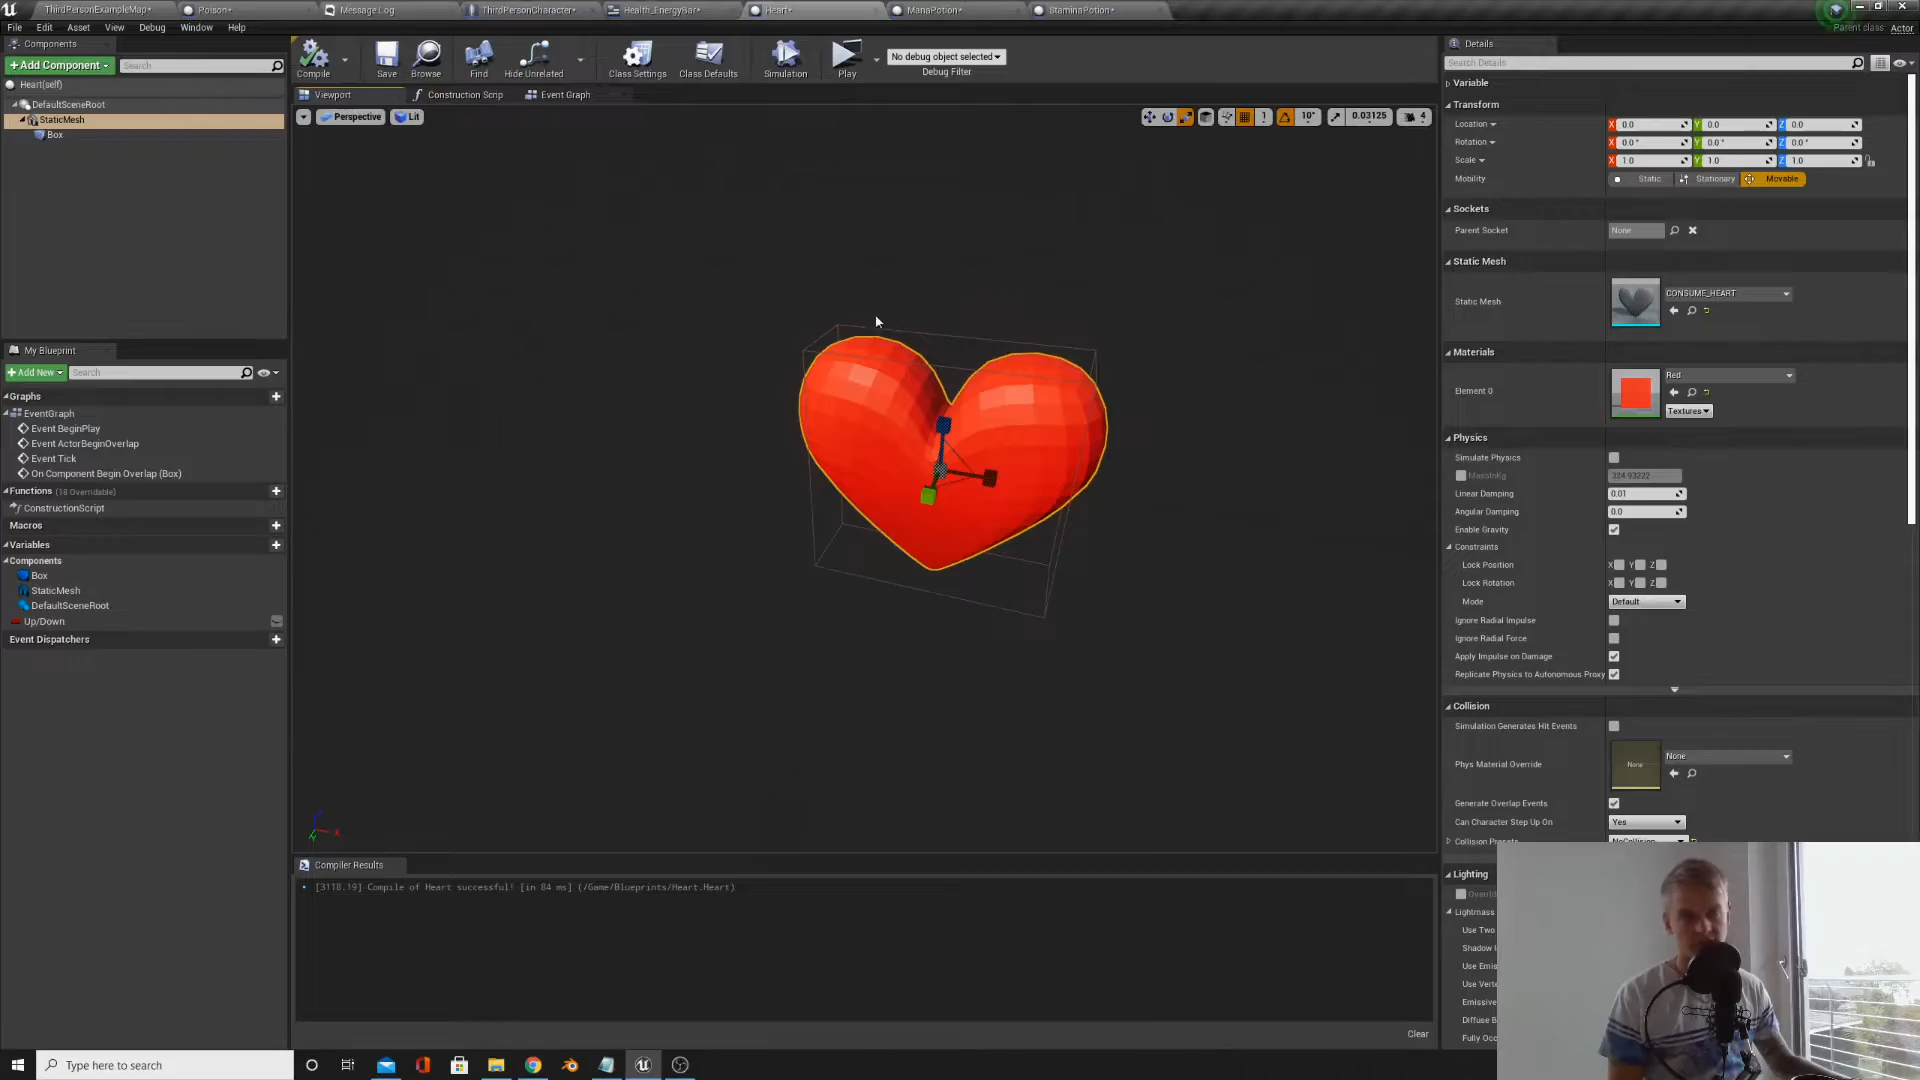 ThirdPersonExampleMap*
Poison*
Message Log
ThirdPersonCharacter*
Health_EnergyBar*
Heart*
ManaPotion*
StaminaPotion*
File Edit Asset View Debug Window Help
Parent class: Actor
Components
+Add Component
Search
Heart(self)
DefaultSceneRoot
StaticMesh
Box
Compile
Save
Browse
Find
Hide Unrelated
Class Settings
Class Defaults
Simulation
Play
No debug object selected
Debug Filter
Viewport
Construction Scrip
Event Graph
Perspective
Lit
1
10°
0.03125
4
My Blueprint
+Add New
Search
Graphs
EventGraph
Event BeginPlay
Event ActorBeginOverlap
Event Tick
On Component Begin Overlap (Box)
Functions (18 Overridable)
ConstructionScript
Macros
Variables
Components
Box
StaticMesh
DefaultSceneRoot
Up/Down
Event Dispatchers
Z
X
Y
Compiler Results
[3118.19] Compile of Heart successful! [in 84 ms] (/Game/Blueprints/Heart.Heart)
Clear
Details
Search Details
Variable
Transform
Location X 0.0 Y 0.0 Z 0.0
Rotation X 0.0° Y 0.0° Z 0.0°
Scale X 1.0 Y 1.0 Z 1.0
Mobility Static Stationary Movable
Sockets
Parent Socket None
Static Mesh
Static Mesh CONSUME_HEART
Materials
Element 0 Red
Textures
Physics
Simulate Physics
MassInKg 324.93322
Linear Damping 0.01
Angular Damping 0.0
Enable Gravity
Constraints
Lock Position X Y Z
Lock Rotation X Y Z
Mode Default
Ignore Radial Impulse
Ignore Radial Force
Apply Impulse on Damage
Replicate Physics to Autonomous Proxy
Collision
Simulation Generates Hit Events
Phys Material Override None None
Generate Overlap Events
Can Character Step Up On Yes
Collision Presets NoCollision
Lighting
Overrid
Lightmass
Use Two
Shadow I
Use Emis
Use Verte
Emissive
Diffuse B
Fully Occ
Type here to search